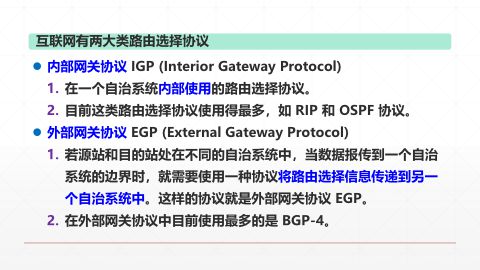 互联网有两大类路由选择协议
内部网关协议 IGP (Interior Gateway Protocol)
1. 在一个自治系统内部使用的路由选择协议。
2. 目前这类路由选择协议使用得最多，如 RIP 和 OSPF 协议。
外部网关协议 EGP (External Gateway Protocol)
1. 若源站和目的站处在不同的自治系统中，当数据报传到一个自治
系统的边界时，就需要使用一种协议将路由选择信息传递到另一
个自治系统中。这样的协议就是外部网关协议 EGP。
2. 在外部网关协议中目前使用最多的是 BGP-4。